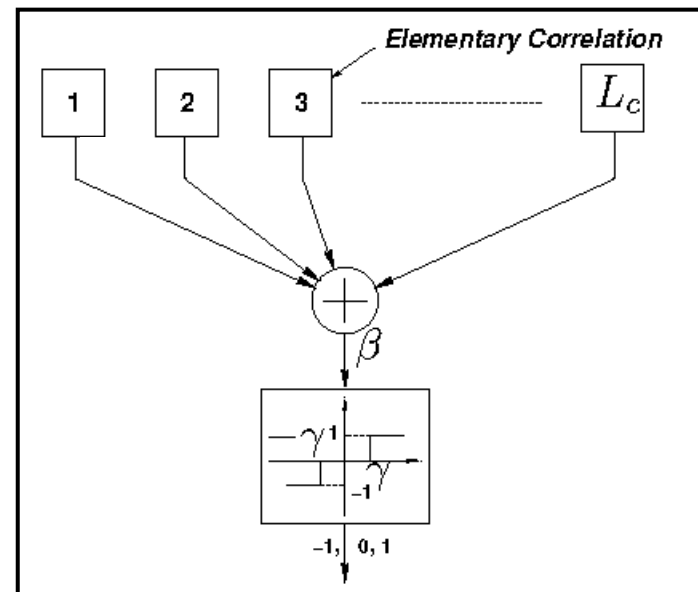 Elementary Correlation
1 2 3 L_c
β
— γ 1
γ
–1
–1, 0, 1